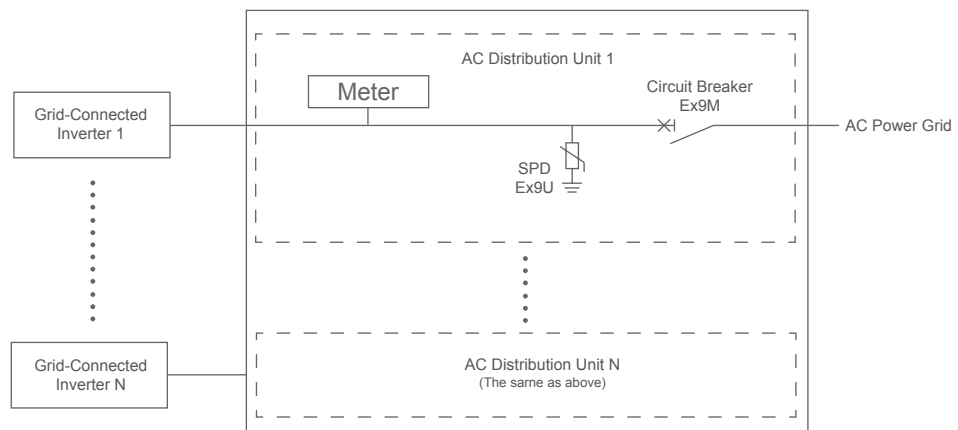 AC Distribution Unit 1
Meter
Circuit Breaker
Ex9M
Grid-Connected
Inverter 1
AC Power Grid
SPD
Ex9U
Grid-Connected
Inverter N
AC Distribution Unit N
(The same as above)